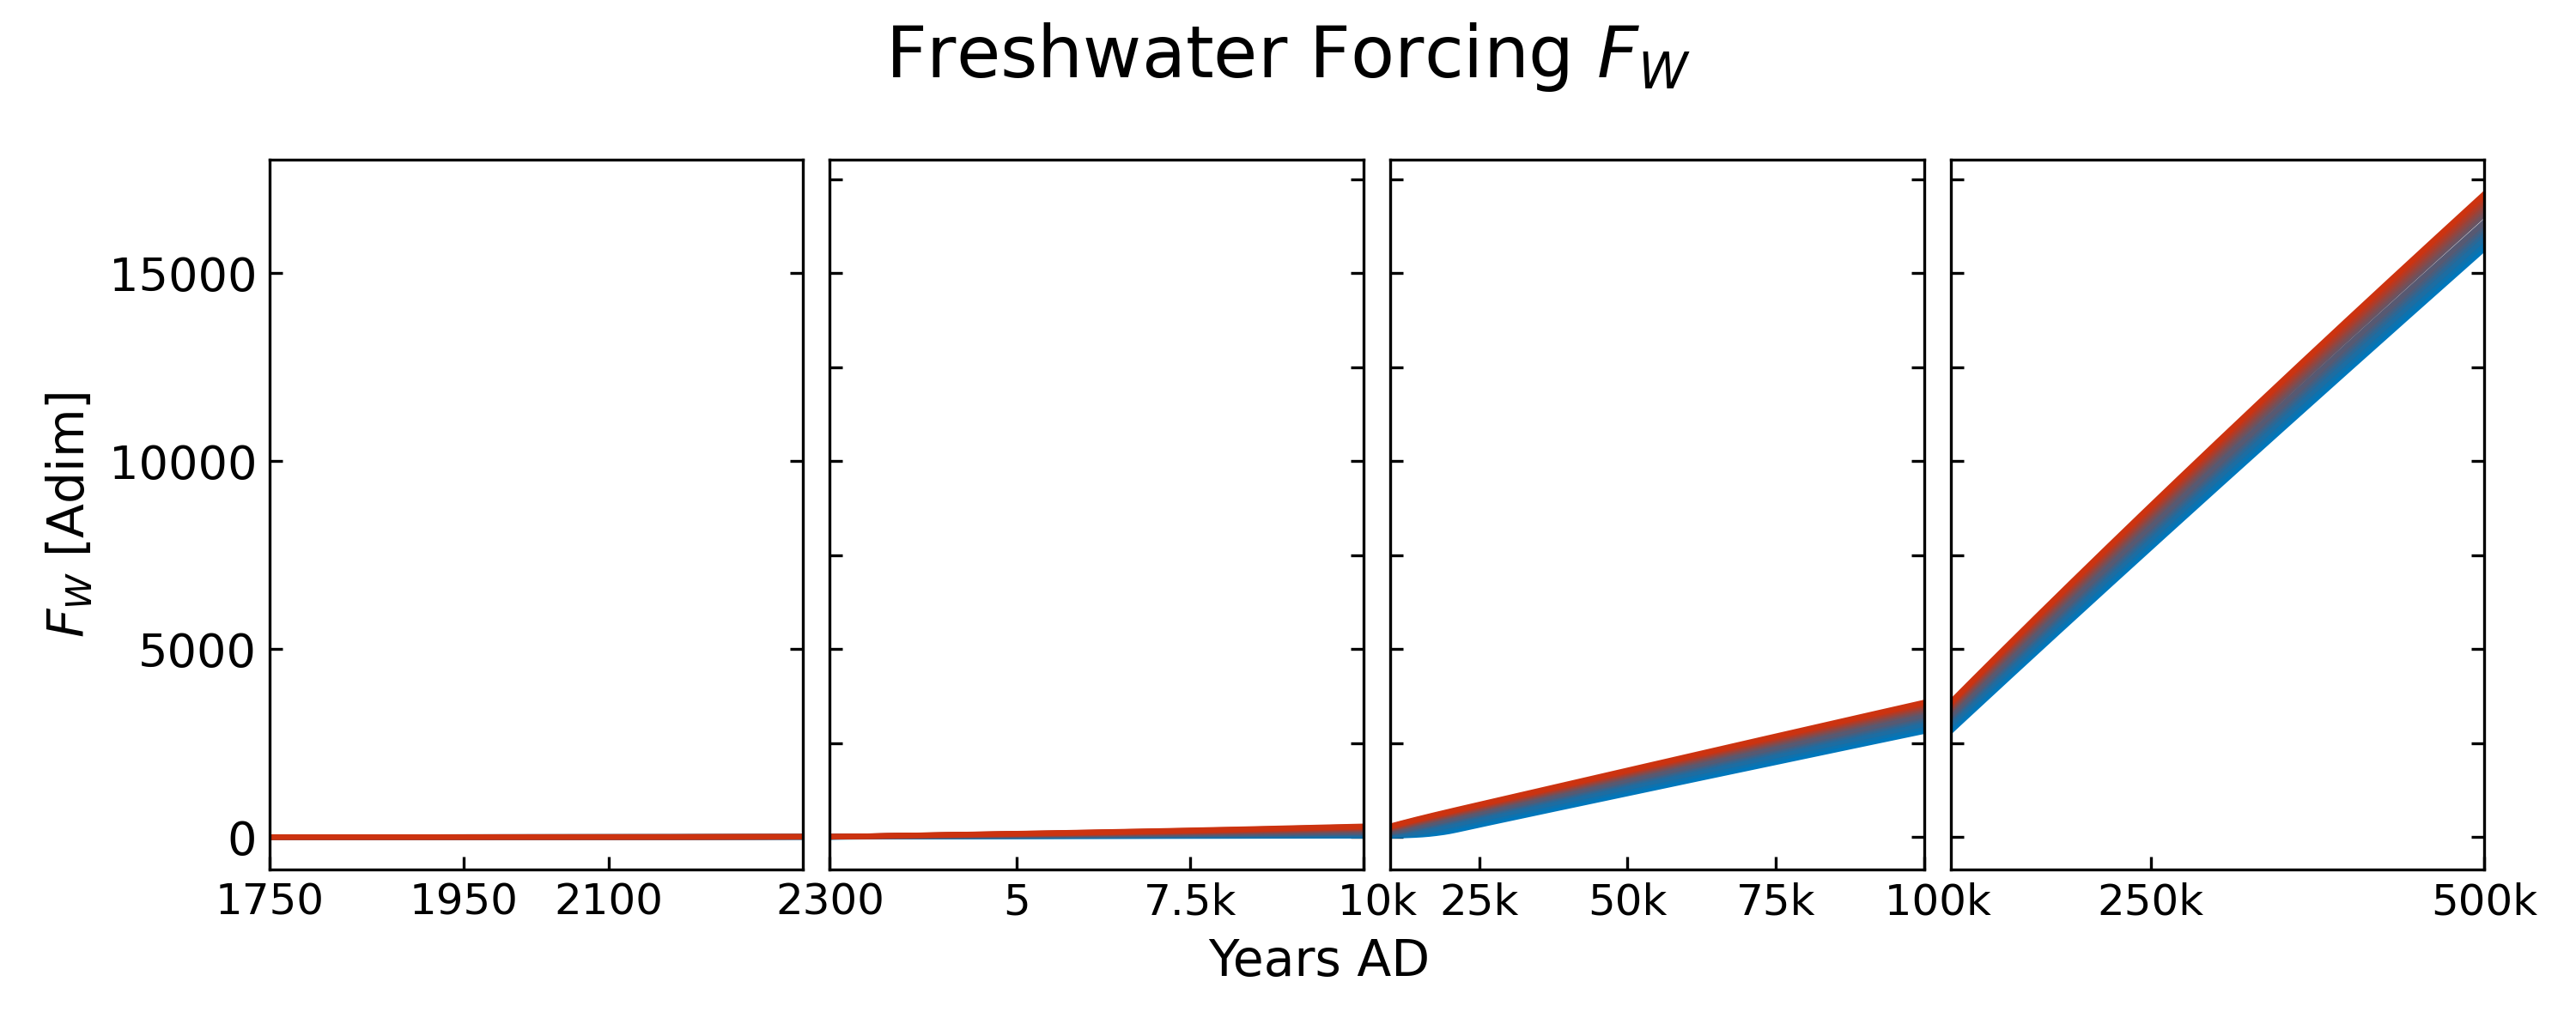 Freshwater Forcing F_W
F_W [Adim]
15000
10000
5000
0
1750 1950 2100 2300 5 7.5k 10k 25k 50k 75k 100k 250k 500k
Years AD